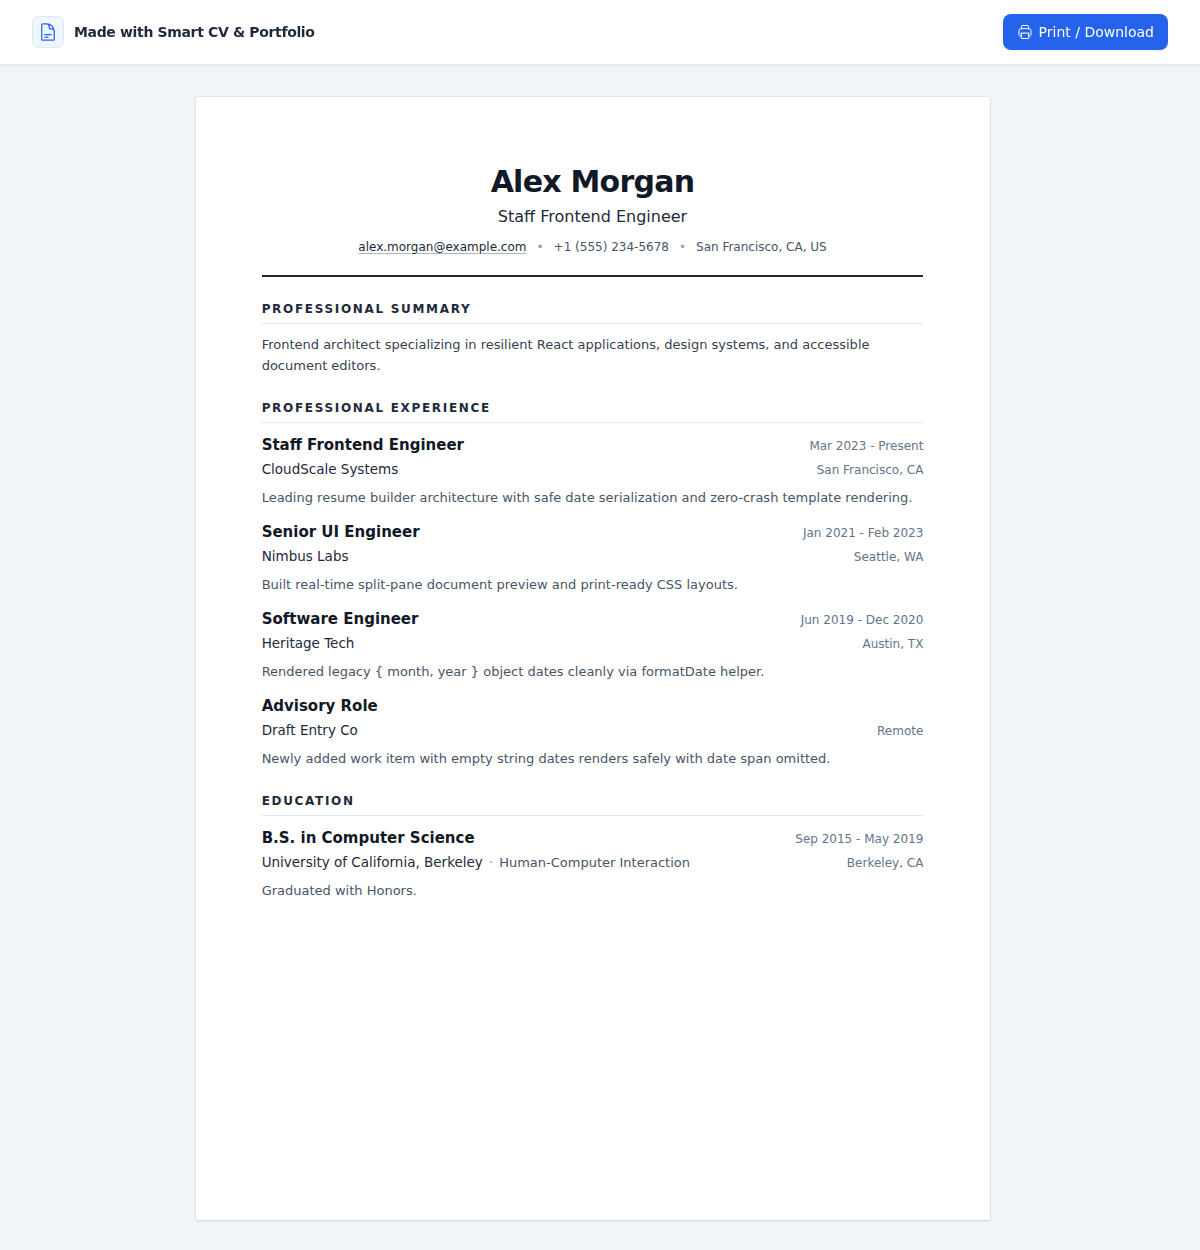 Made with Smart CV & Portfolio
Print / Download
Alex Morgan
Staff Frontend Engineer
alex.morgan@example.com • +1 (555) 234-5678 • San Francisco, CA, US
PROFESSIONAL SUMMARY
Frontend architect specializing in resilient React applications, design systems, and accessible
document editors.
PROFESSIONAL EXPERIENCE
Staff Frontend Engineer Mar 2023 - Present
CloudScale Systems San Francisco, CA
Leading resume builder architecture with safe date serialization and zero-crash template rendering.
Senior UI Engineer Jan 2021 - Feb 2023
Nimbus Labs Seattle, WA
Built real-time split-pane document preview and print-ready CSS layouts.
Software Engineer Jun 2019 - Dec 2020
Heritage Tech Austin, TX
Rendered legacy { month, year } object dates cleanly via formatDate helper.
Advisory Role
Draft Entry Co Remote
Newly added work item with empty string dates renders safely with date span omitted.
EDUCATION
B.S. in Computer Science Sep 2015 - May 2019
University of California, Berkeley · Human-Computer Interaction Berkeley, CA
Graduated with Honors.